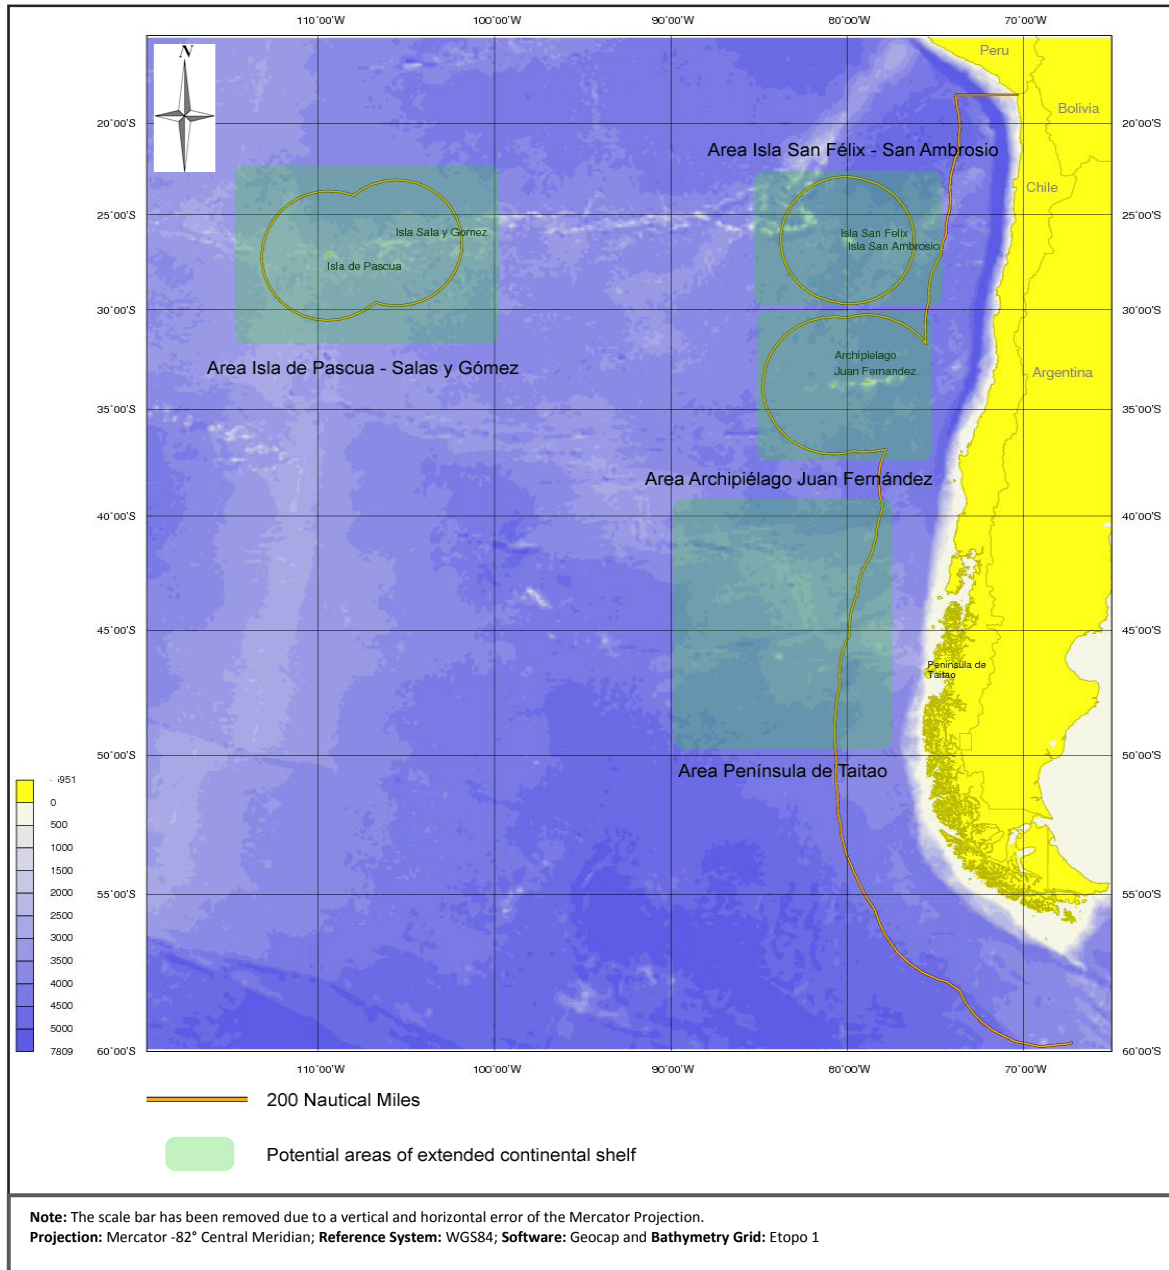 110°00'W 100°00'W 90°00'W 80°00'W 70°00'W
N
Peru
Bolivia
20°00'S 20°00'S
Area Isla San Félix - San Ambrosio
Chile
25°00'S 25°00'S
Isla Sala y Gómez
Isla San Felix
Isla San Ambrosio
Isla de Pascua
30°00'S 30°00'S
Archipielago
Juan Fernandez
Area Isla de Pascua - Salas y Gómez
Argentina
35°00'S 35°00'S
Area Archipiélago Juan Fernández
40°00'S 40°00'S
45°00'S 45°00'S
Peninsula de
Taitao
50°00'S 50°00'S
Area Península de Taitao
0
500
1000
1500
2000
2500
3000
3500
4000
4500
5000
7809
55°00'S 55°00'S
60°00'S 60°00'S
110°00'W 100°00'W 90°00'W 80°00'W 70°00'W
200 Nautical Miles
Potential areas of extended continental shelf
Note: The scale bar has been removed due to a vertical and horizontal error of the Mercator Projection.
Projection: Mercator -82° Central Meridian; Reference System: WGS84; Software: Geocap and Bathymetry Grid: Etopo 1